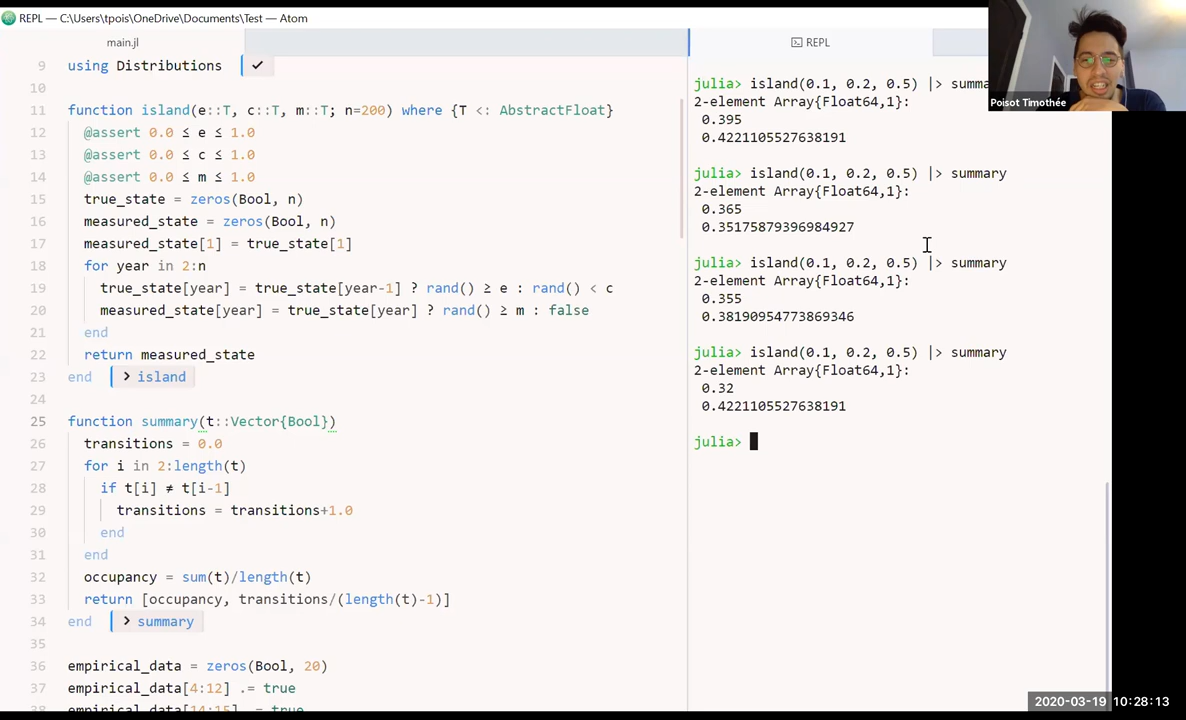 REPL — C:\Users\tpois\OneDrive\Documents\Test — Atom
main.jl
9 using Distributions ✓
10
11 function island(e::T, c::T, m::T; n=200) where {T <: AbstractFloat}
12 @assert 0.0 ≤ e ≤ 1.0
13 @assert 0.0 ≤ c ≤ 1.0
14 @assert 0.0 ≤ m ≤ 1.0
15 true_state = zeros(Bool, n)
16 measured_state = zeros(Bool, n)
17 measured_state[1] = true_state[1]
18 for year in 2:n
19 true_state[year] = true_state[year-1] ? rand() ≥ e : rand() < c
20 measured_state[year] = true_state[year] ? rand() ≥ m : false
21 end
22 return measured_state
23 end > island
24
25 function summary(t::Vector{Bool})
26 transitions = 0.0
27 for i in 2:length(t)
28 if t[i] ≠ t[i-1]
29 transitions = transitions+1.0
30 end
31 end
32 occupancy = sum(t)/length(t)
33 return [occupancy, transitions/(length(t)-1)]
34 end > summary
35
36 empirical_data = zeros(Bool, 20)
37 empirical_data[4:12] .= true
38 empirical_data[14:15] .= true
REPL
julia> island(0.1, 0.2, 0.5) |> summa
2-element Array{Float64,1}:
0.395
0.4221105527638191
julia> island(0.1, 0.2, 0.5) |> summary
2-element Array{Float64,1}:
0.365
0.35175879396984927
julia> island(0.1, 0.2, 0.5) |> summary
2-element Array{Float64,1}:
0.355
0.38190954773869346
julia> island(0.1, 0.2, 0.5) |> summary
2-element Array{Float64,1}:
0.32
0.4221105527638191
julia>
Poisot Timothée
2020-03-19 10:28:13